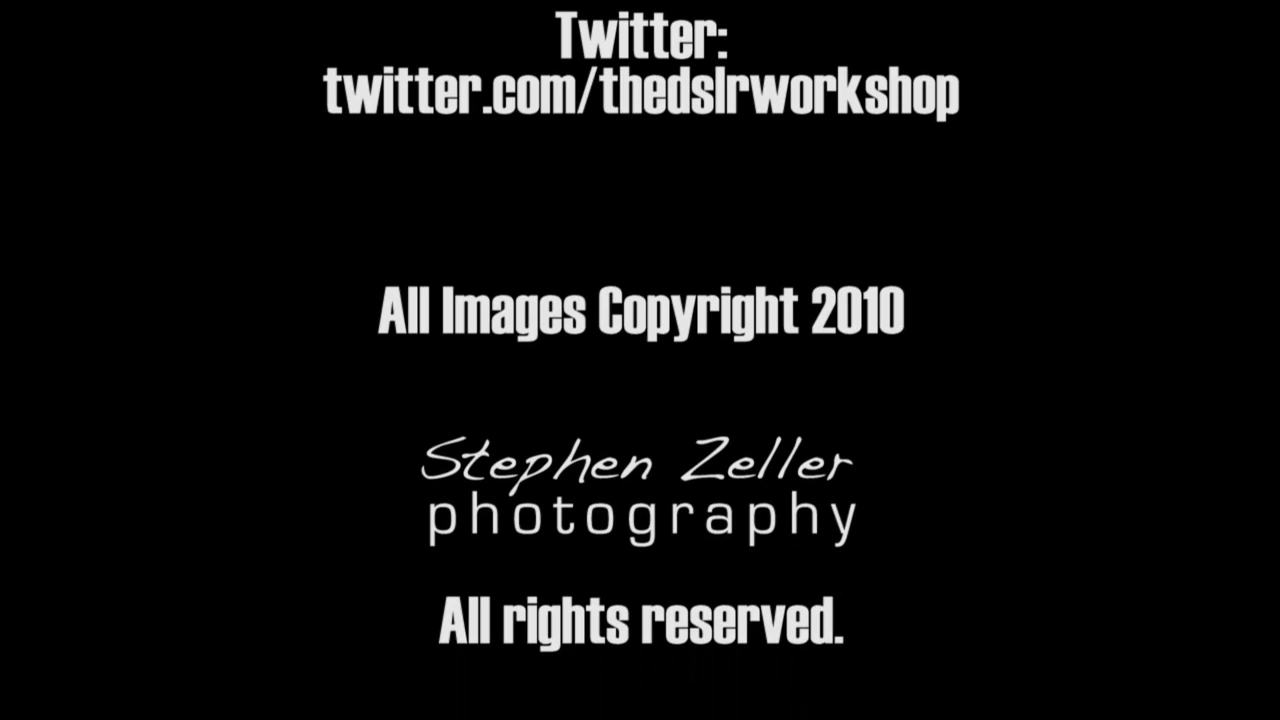 Twitter:
twitter.com/thedslrworkshop
All Images Copyright 2010
Stephen Zeller
photography
All rights reserved.